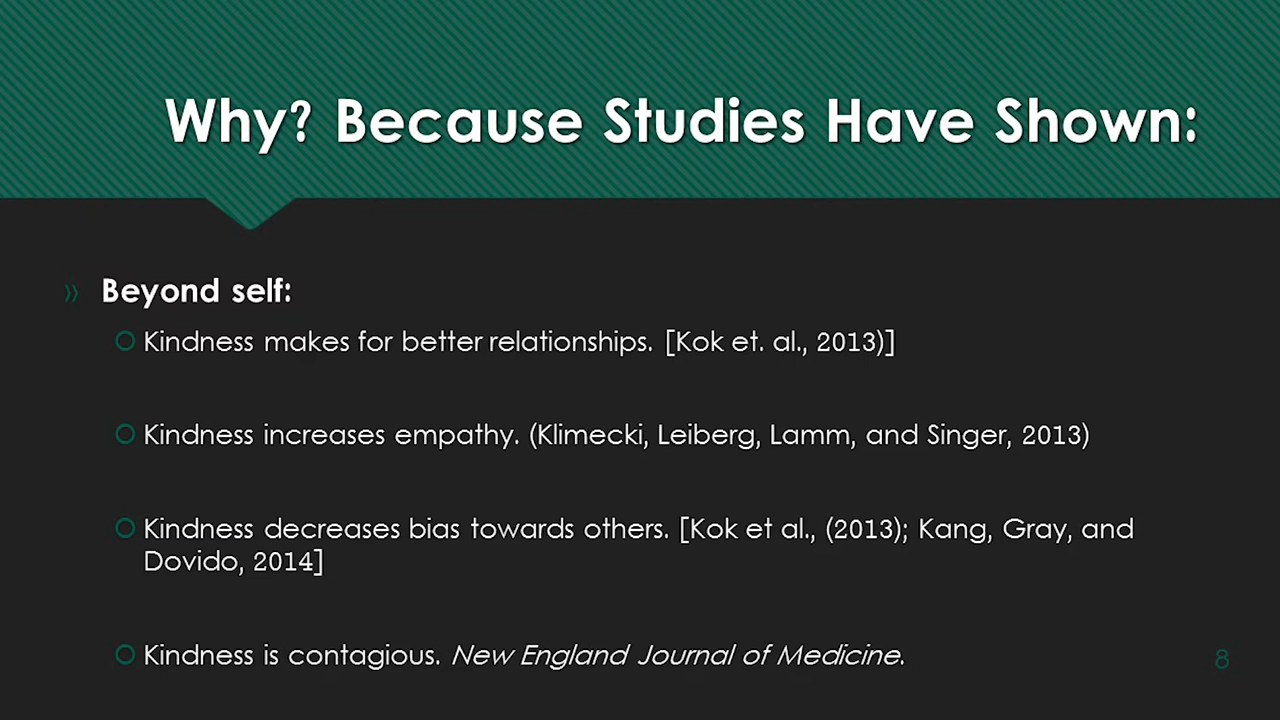 Why? Because Studies Have Shown:
» Beyond self:
Kindness makes for better relationships. [Kok et. al., 2013)]
Kindness increases empathy. (Klimecki, Leiberg, Lamm, and Singer, 2013)
Kindness decreases bias towards others. [Kok et al., (2013); Kang, Gray, and
Dovido, 2014]
Kindness is contagious. New England Journal of Medicine.
8